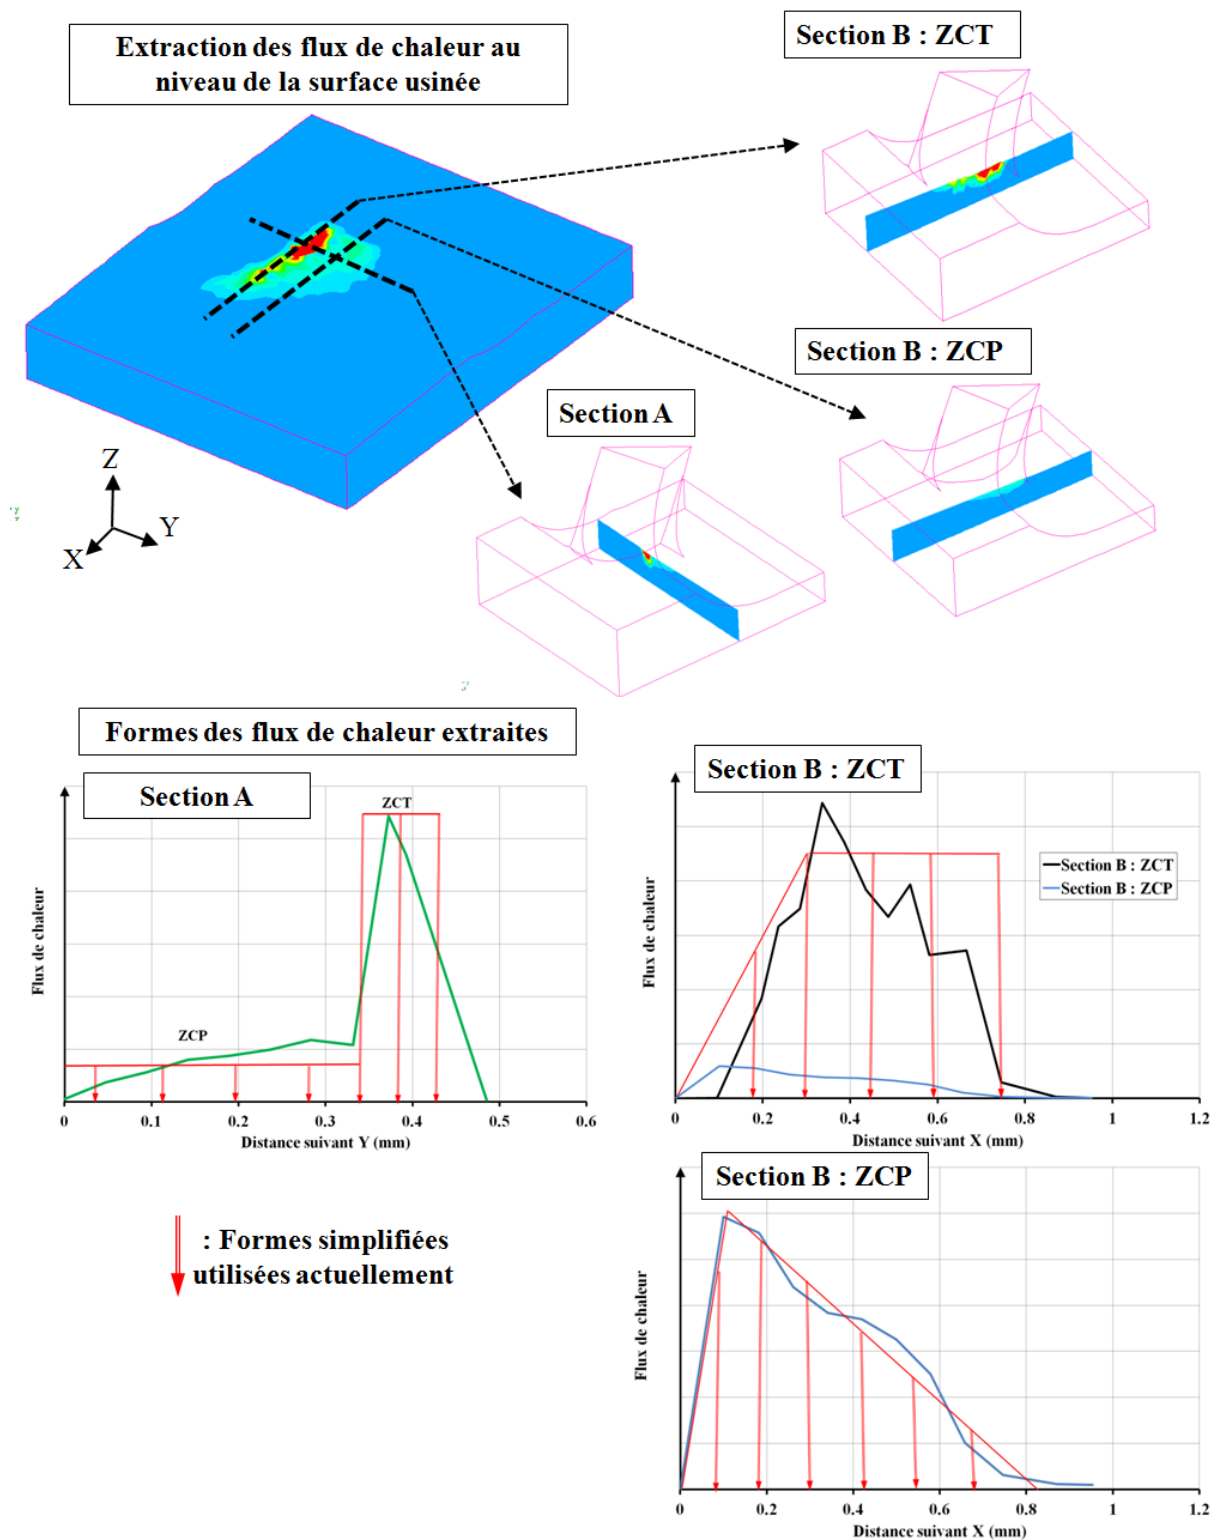 Extraction des flux de chaleur au
niveau de la surface usinée
Section B : ZCT
Section B : ZCP
Section A
Z
Y
X
Formes des flux de chaleur extraites
Section A
ZCT
ZCP
Flux de chaleur
0 0.1 0.2 0.3 0.4 0.5 0.6
Distance suivant Y (mm)
Section B : ZCT
Section B : ZCT
Section B : ZCP
Flux de chaleur
0 0.2 0.4 0.6 0.8 1 1.2
Distance suivant X (mm)
: Formes simplifiées
utilisées actuellement
Section B : ZCP
Flux de chaleur
0 0.2 0.4 0.6 0.8 1 1.2
Distance suivant X (mm)